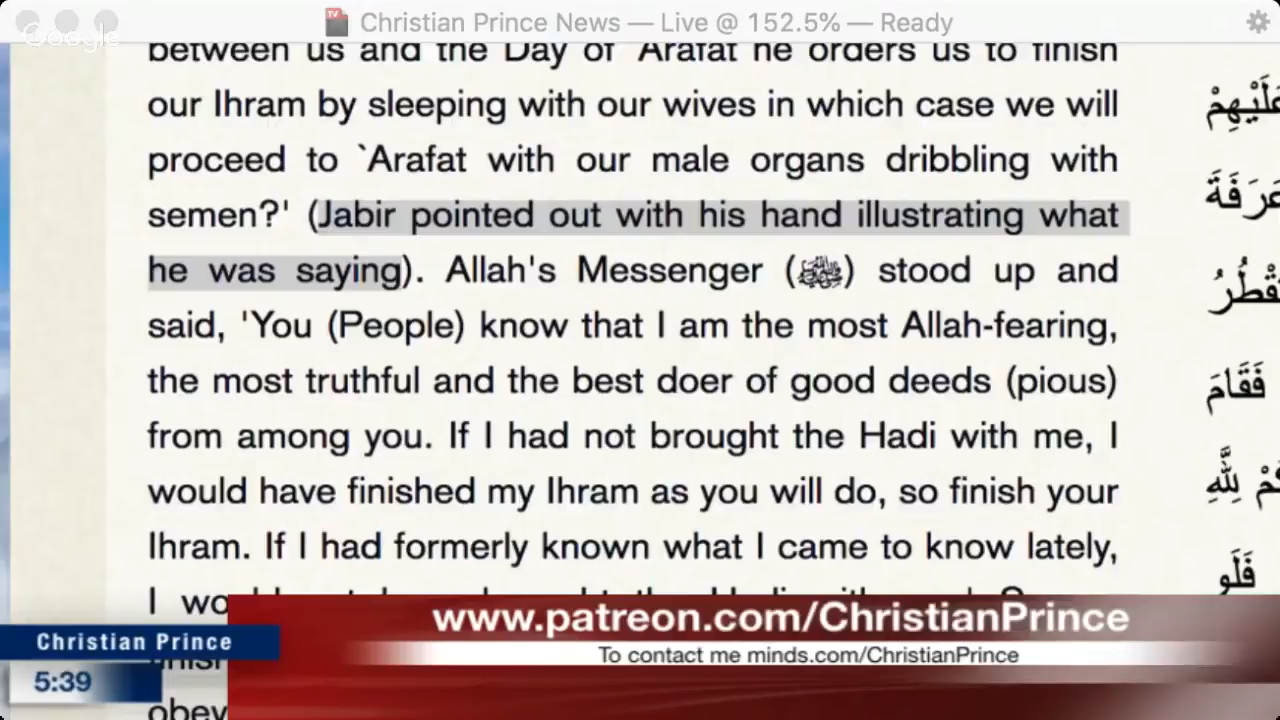 Christian Prince News — Live @ 152.5% — Ready
Google
between us and the Day of `Arafat he orders us to finish
our Ihram by sleeping with our wives in which case we will
proceed to `Arafat with our male organs dribbling with
semen?' (Jabir pointed out with his hand illustrating what
he was saying). Allah's Messenger (ﷺ) stood up and
said, 'You (People) know that I am the most Allah-fearing,
the most truthful and the best doer of good deeds (pious)
from among you. If I had not brought the Hadi with me, I
would have finished my Ihram as you will do, so finish your
Ihram. If I had formerly known what I came to know lately,
I
obey
عَلَيْهِمْ
عَرَفَةَ
فَقَامَ
لِلَّهِ
فَلَو
www.patreon.com/ChristianPrince
To contact me minds.com/ChristianPrince
Christian Prince
5:39